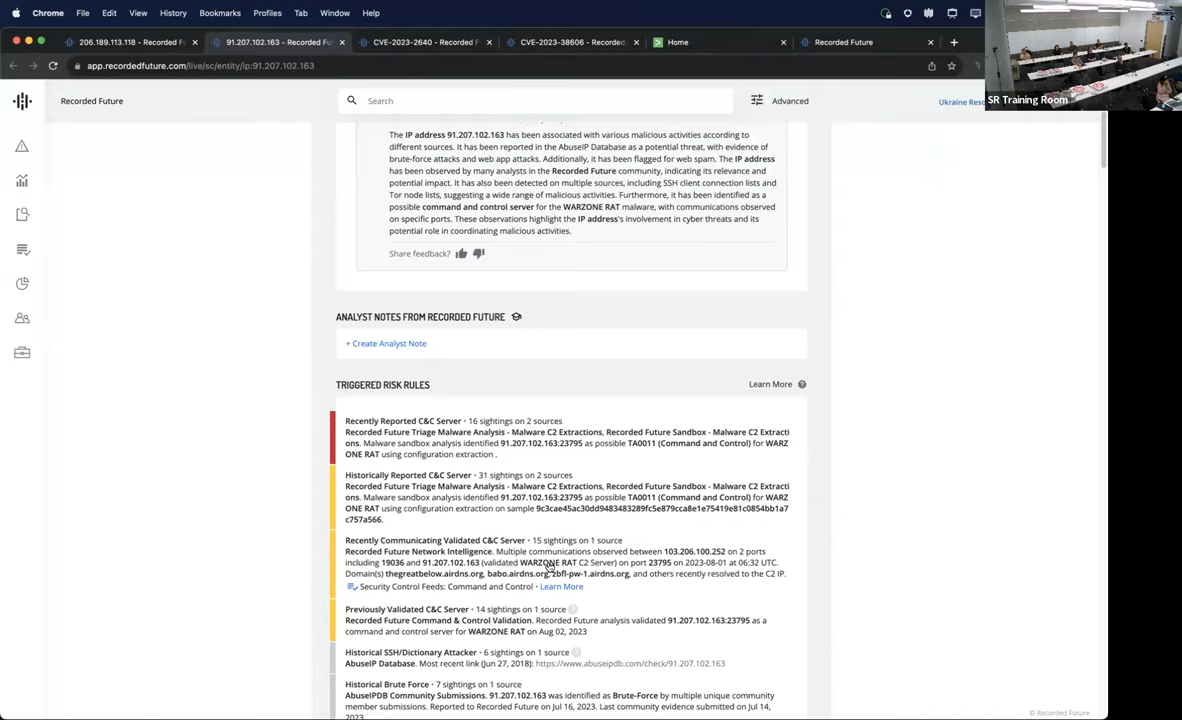 Chrome File Edit View History Bookmarks Profiles Tab Window Help
206.189.113.118 - Recorded F
91.207.102.163 - Recorded Fu
CVE-2023-2640 - Recorded F
CVE-2023-38606 - Recorded
Home
Recorded Future
app.recordedfuture.com/live/sc/entity/ip:91.207.102.163
SR Training Room
Recorded Future
Search
Advanced
Ukraine Reso
The IP address 91.207.102.163 has been associated with various malicious activities according to
different sources. It has been reported in the AbuseIP Database as a potential threat, with evidence of
brute-force attacks and web app attacks. Additionally, it has been flagged for web spam. The IP address
has been observed by many analysts in the Recorded Future community, indicating its relevance and
potential impact. It has also been detected on multiple sources, including SSH client connection lists and
Tor node lists, suggesting a wide range of malicious activities. Furthermore, it has been identified as a
possible command and control server for the WARZONE RAT malware, with communications observed
on specific ports. These observations highlight the IP address's involvement in cyber threats and its
potential role in coordinating malicious activities.
Share feedback?
ANALYST NOTES FROM RECORDED FUTURE
+ Create Analyst Note
TRIGGERED RISK RULES
Learn More
Recently Reported C&C Server • 16 sightings on 2 sources
Recorded Future Triage Malware Analysis - Malware C2 Extractions, Recorded Future Sandbox - Malware C2 Extracti
ons. Malware sandbox analysis identified 91.207.102.163:23795 as possible TA0011 (Command and Control) for WARZ
ONE RAT using configuration extraction .
Historically Reported C&C Server • 31 sightings on 2 sources
Recorded Future Triage Malware Analysis - Malware C2 Extractions, Recorded Future Sandbox - Malware C2 Extracti
ons. Malware sandbox analysis identified 91.207.102.163:23795 as possible TA0011 (Command and Control) for WARZ
ONE RAT using configuration extraction on sample 9c3cae45ac30dd9483483289fc5e879cca8e1e75419e81c0854bb1a7
c757a566.
Recently Communicating Validated C&C Server • 15 sightings on 1 source
Recorded Future Network Intelligence. Multiple communications observed between 103.206.100.252 on 2 ports
including 19036 and 91.207.102.163 (validated WARZONE RAT C2 Server) on port 23795 on 2023-08-01 at 06:32 UTC.
Domain(s) thegreatbelow.airdns.org, babo.airdns.org, zbfl-pw-1.airdns.org, and others recently resolved to the C2 IP.
Security Control Feeds: Command and Control • Learn More
Previously Validated C&C Server • 14 sightings on 1 source
Recorded Future Command & Control Validation. Recorded Future analysis validated 91.207.102.163:23795 as a
command and control server for WARZONE RAT on Aug 02, 2023
Historical SSH/Dictionary Attacker • 6 sightings on 1 source
AbuseIP Database. Most recent link (Jun 27, 2018): https://www.abuseipdb.com/check/91.207.102.163
Historical Brute Force • 7 sightings on 1 source
AbuseIPDB Community Submissions. 91.207.102.163 was identified as Brute-Force by multiple unique community
member submissions. Reported to Recorded Future on Jul 16, 2023. Last community evidence submitted on Jul 14,
2023.
© Recorded Future